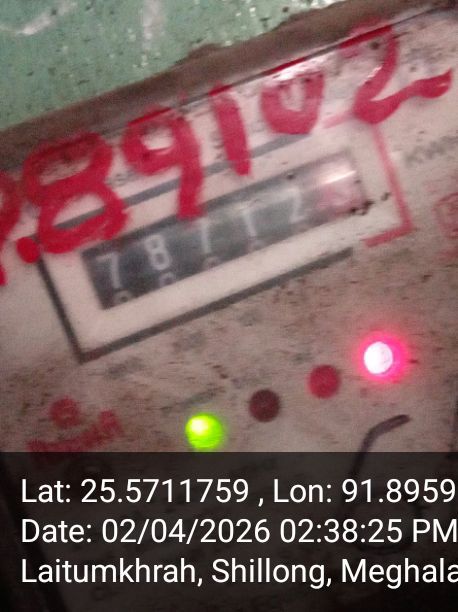 89102
78712
KWH
Lat: 25.5711759 , Lon: 91.8959
Date: 02/04/2026 02:38:25 PM
Laitumkhrah, Shillong, Meghala